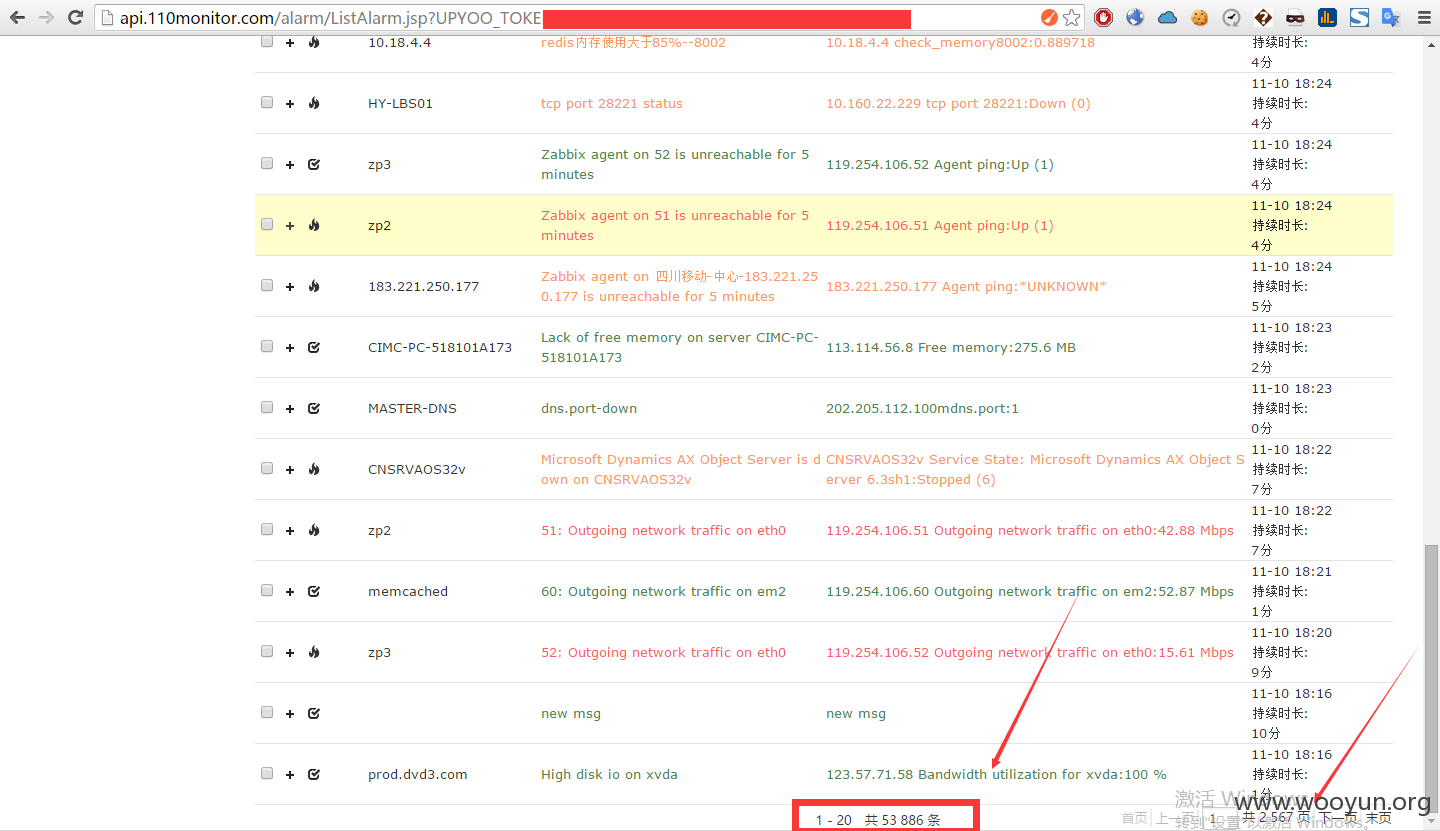 api.110monitor.com/alarm/ListAlarm.jsp?UPYOO_TOKE
10.18.4.4
redis内存使用大于85%--8002
10.18.4.4 check_memory8002:0.889718
持续时长:
4分
HY-LBS01
tcp port 28221 status
10.160.22.229 tcp port 28221:Down (0)
11-10 18:24
持续时长:
4分
zp3
Zabbix agent on 52 is unreachable for 5
minutes
119.254.106.52 Agent ping:Up (1)
11-10 18:24
持续时长:
4分
zp2
Zabbix agent on 51 is unreachable for 5
minutes
119.254.106.51 Agent ping:Up (1)
11-10 18:24
持续时长:
4分
183.221.250.177
Zabbix agent on 四川移动-中心-183.221.25
0.177 is unreachable for 5 minutes
183.221.250.177 Agent ping:*UNKNOWN*
11-10 18:24
持续时长:
5分
CIMC-PC-518101A173
Lack of free memory on server CIMC-PC-
518101A173
113.114.56.8 Free memory:275.6 MB
11-10 18:23
持续时长:
2分
MASTER-DNS
dns.port-down
202.205.112.100mdns.port:1
11-10 18:23
持续时长:
0分
CNSRVAOS32v
Microsoft Dynamics AX Object Server is d
own on CNSRVAOS32v
CNSRVAOS32v Service State: Microsoft Dynamics AX Object S
erver 6.3sh1:Stopped (6)
11-10 18:22
持续时长:
7分
zp2
51: Outgoing network traffic on eth0
119.254.106.51 Outgoing network traffic on eth0:42.88 Mbps
11-10 18:22
持续时长:
7分
memcached
60: Outgoing network traffic on em2
119.254.106.60 Outgoing network traffic on em2:52.87 Mbps
11-10 18:21
持续时长:
1分
zp3
52: Outgoing network traffic on eth0
119.254.106.52 Outgoing network traffic on eth0:15.61 Mbps
11-10 18:20
持续时长:
9分
new msg
new msg
11-10 18:16
持续时长:
10分
prod.dvd3.com
High disk io on xvda
123.57.71.58 Bandwidth utilization for xvda:100 %
11-10 18:16
持续时长:
1分
1 - 20 共 53 886 条
首页 上一页 1 共 2 567 页 下一页 末页
激活 Windows
转到"设置"以激活 Windows。
www.wooyun.org